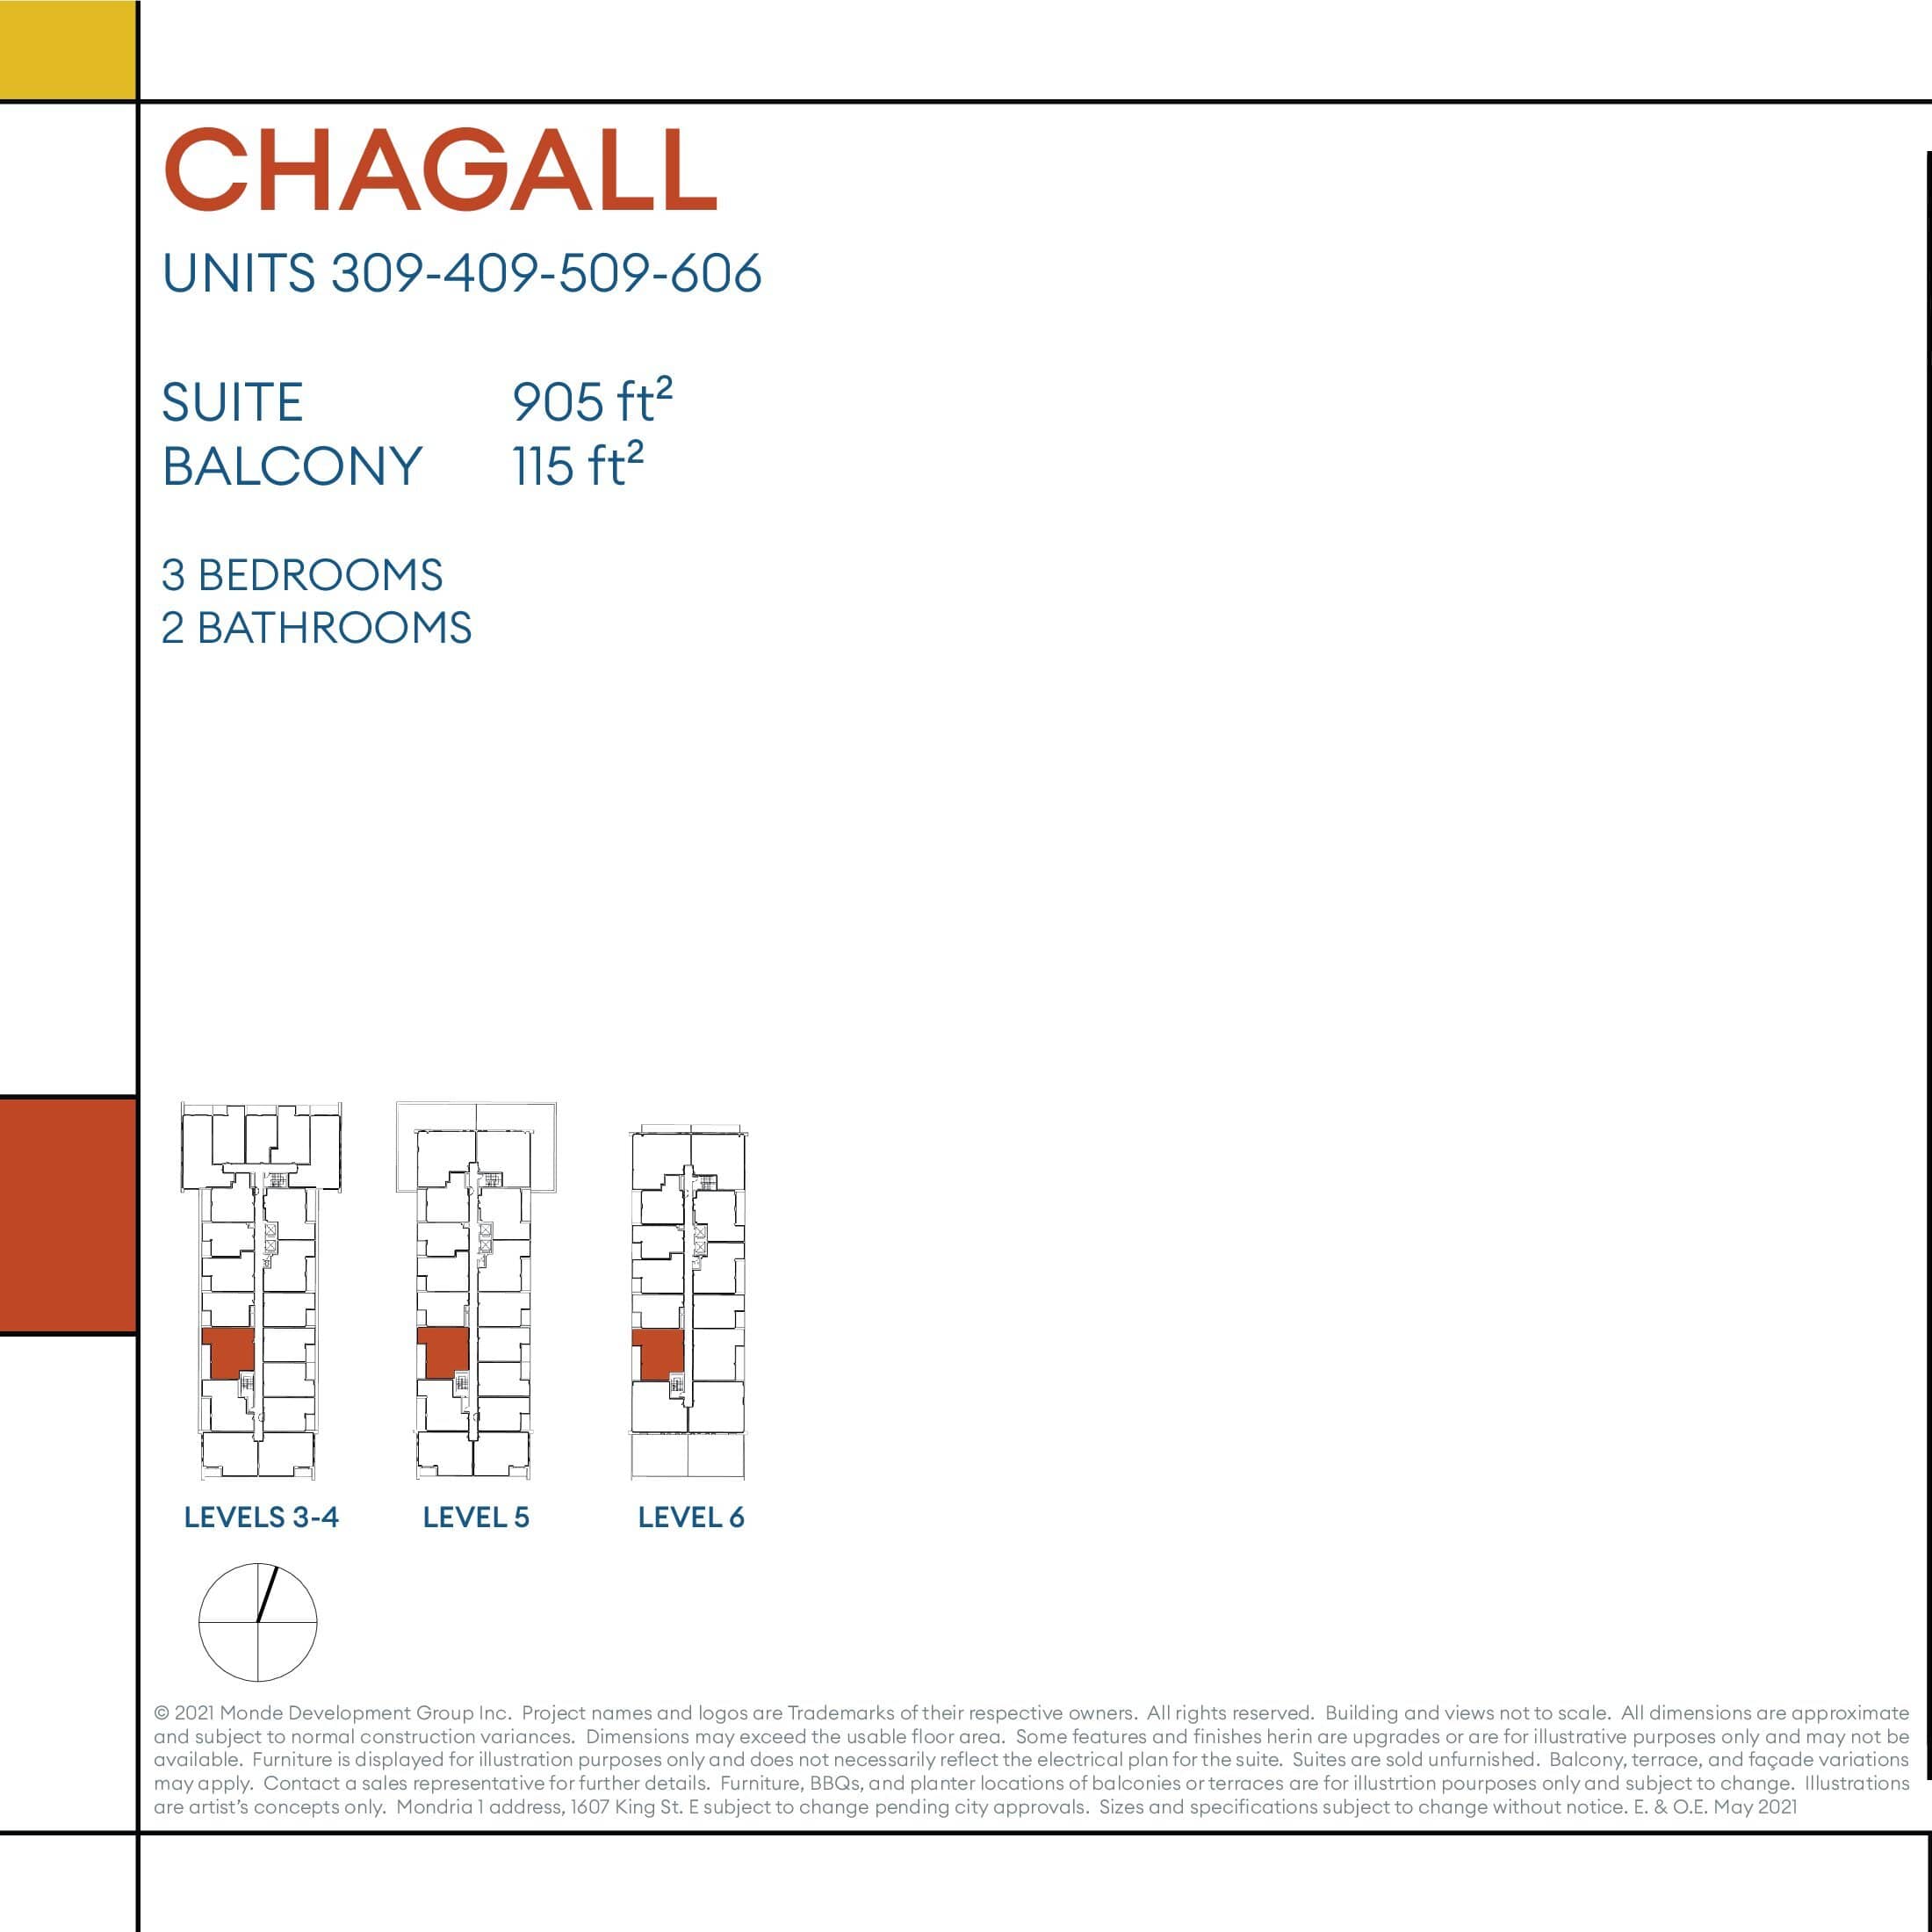 CHAGALL
UNITS 309-409-509-606
SUITE 905 ft²
BALCONY 115 ft²
3 BEDROOMS
2 BATHROOMS
LEVELS 3-4 LEVEL 5 LEVEL 6
© 2021 Monde Development Group Inc. Project names and logos are Trademarks of their respective owners. All rights reserved. Building and views not to scale. All dimensions are approximate
and subject to normal construction variances. Dimensions may exceed the usable floor area. Some features and finishes herin are upgrades or are for illustrative purposes only and may not be
available. Furniture is displayed for illustration purposes only and does not necessarily reflect the electrical plan for the suite. Suites are sold unfurnished. Balcony, terrace, and façade variations
may apply. Contact a sales representative for further details. Furniture, BBQs, and planter locations of balconies or terraces are for illustrtion pourposes only and subject to change. Illustrations
are artist's concepts only. Mondria 1 address, 1607 King St. E subject to change pending city approvals. Sizes and specifications subject to change without notice. E. & O.E. May 2021